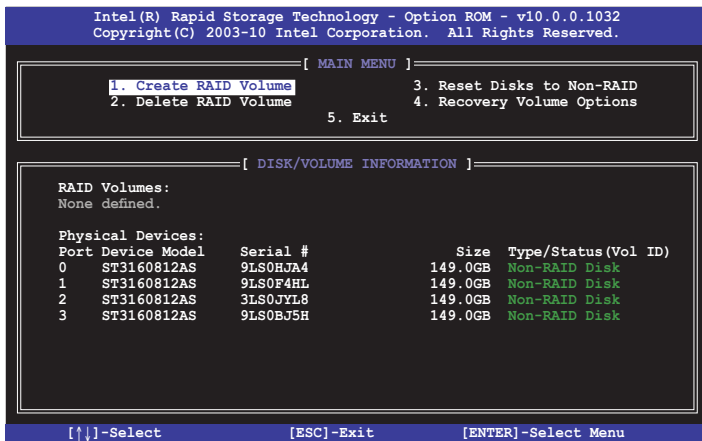 Intel(R) Rapid Storage Technology - Option ROM - v10.0.0.1032
Copyright(C) 2003-10 Intel Corporation. All Rights Reserved.
[ MAIN MENU ]
1. Create RAID Volume 3. Reset Disks to Non-RAID
2. Delete RAID Volume 4. Recovery Volume Options
5. Exit
[ DISK/VOLUME INFORMATION ]
RAID Volumes:
None defined.
Physical Devices:
Port Device Model Serial # Size Type/Status(Vol ID)
0 ST3160812AS 9LS0HJA4 149.0GB Non-RAID Disk
1 ST3160812AS 9LS0F4HL 149.0GB Non-RAID Disk
2 ST3160812AS 3LS0JYL8 149.0GB Non-RAID Disk
3 ST3160812AS 9LS0BJ5H 149.0GB Non-RAID Disk
[↑↓]-Select [ESC]-Exit [ENTER]-Select Menu